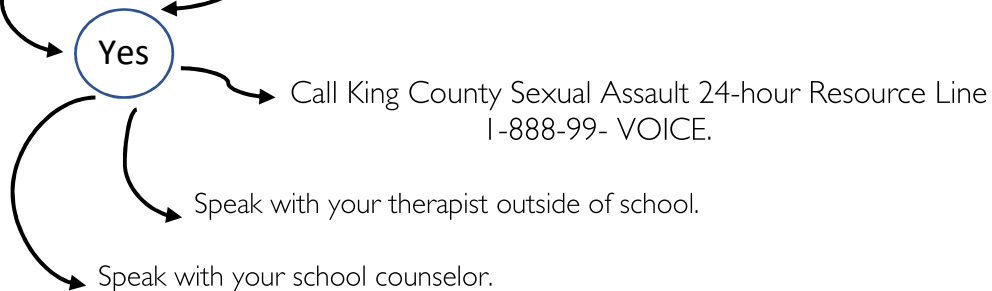 Yes
Call King County Sexual Assault 24-hour Resource Line
1-888-99- VOICE.
Speak with your therapist outside of school.
Speak with your school counselor.